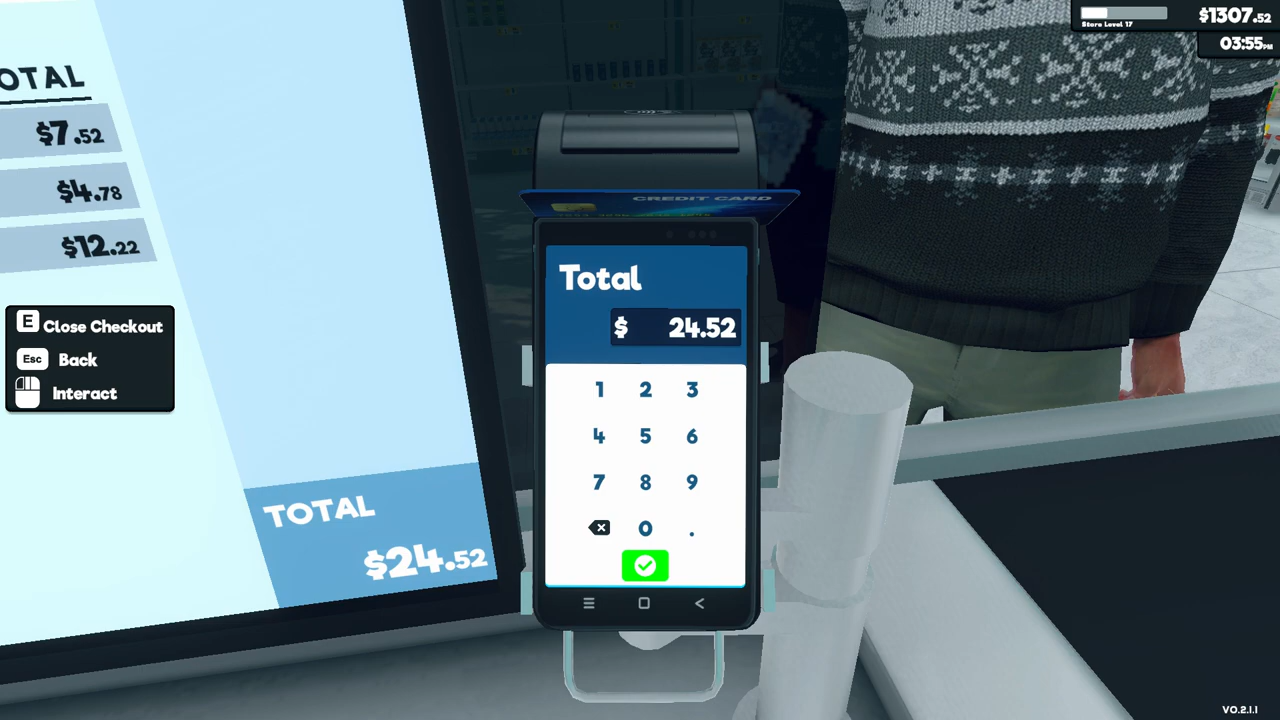 OTAL
$7.52
$4.78
$12.22
E Close Checkout
Esc Back
Interact
TOTAL
$24.52
CREDIT CARD
Total
$ 24.52
1 2 3
4 5 6
7 8 9
0 .
$1307.52
Store Level 17
03:55PM
V0.2.1.1